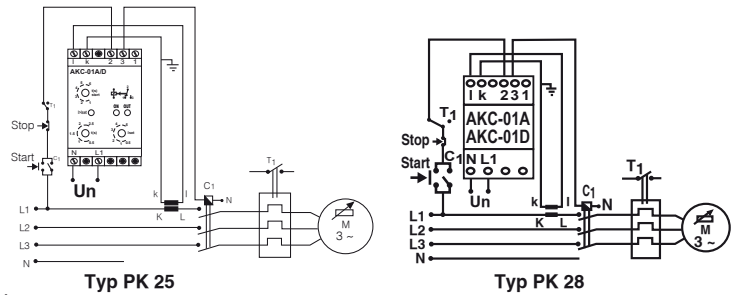 l k 2 3 1
AKC-01A/D
ON OUT
T1
Stop
Start
C1
N L1
Un
k l
K L
C1
N
T1
L1
L2
L3
N
M
3 ~
Typ PK 25
l k 2 3 1
AKC-01A
AKC-01D
T1
Stop
Start
C1
N L1
Un
k l
K L
C1
N
T1
L1
L2
L3
N
M
3 ~
Typ PK 28